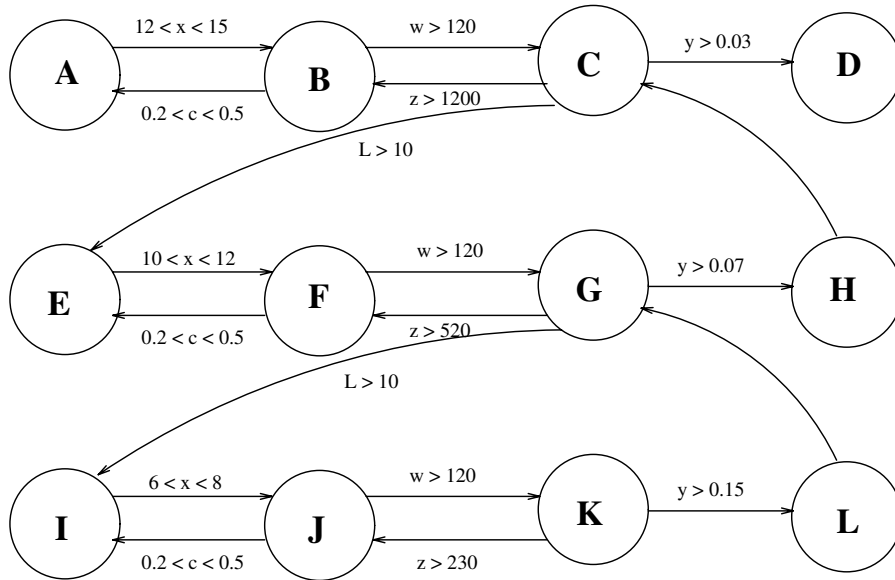 12 < x < 15
w > 120
y > 0.03
A
B
C
D
0.2 < c < 0.5
z > 1200
L > 10
10 < x < 12
w > 120
y > 0.07
E
F
G
H
0.2 < c < 0.5
z > 520
L > 10
6 < x < 8
w > 120
y > 0.15
I
J
K
L
0.2 < c < 0.5
z > 230